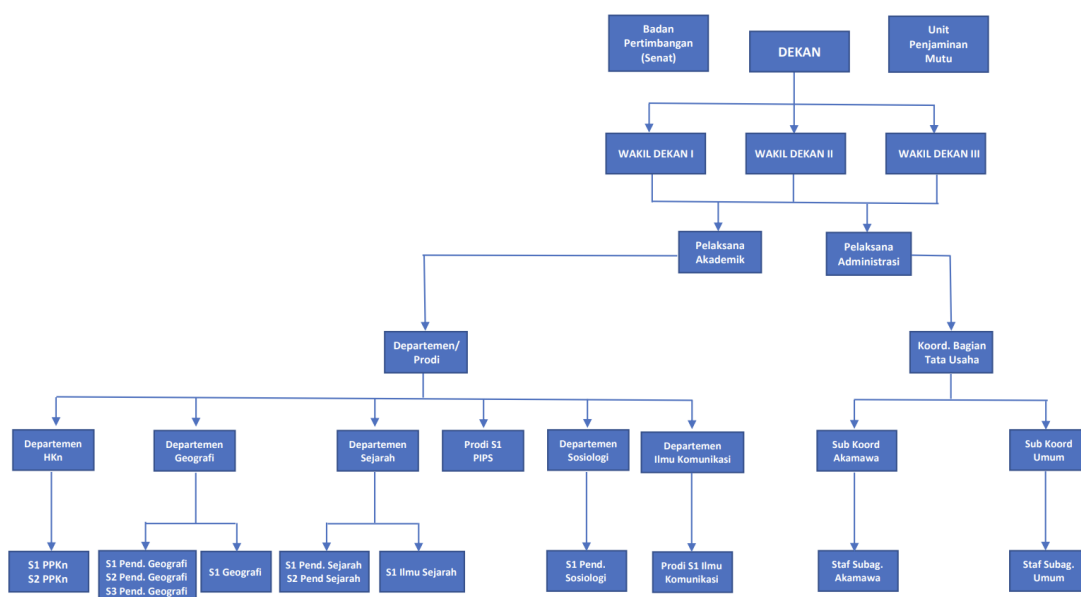 Badan
Pertimbangan
(Senat)
DEKAN
Unit
Penjaminan
Mutu
WAKIL DEKAN I
WAKIL DEKAN II
WAKIL DEKAN III
Pelaksana
Akademik
Pelaksana
Administrasi
Departemen/
Prodi
Koord. Bagian
Tata Usaha
Departemen
HKn
Departemen
Geografi
Departemen
Sejarah
Prodi S1
PIPS
Departemen
Sosiologi
Departemen
Ilmu Komunikasi
Sub Koord
Akamawa
Sub Koord
Umum
S1 PPKn
S2 PPKn
S1 Pend. Geografi
S2 Pend. Geografi
S3 Pend. Geografi
S1 Geografi
S1 Pend. Sejarah
S2 Pend Sejarah
S1 Ilmu Sejarah
S1 Pend.
Sosiologi
Prodi S1 Ilmu
Komunikasi
Staf Subag.
Akamawa
Staf Subag.
Umum